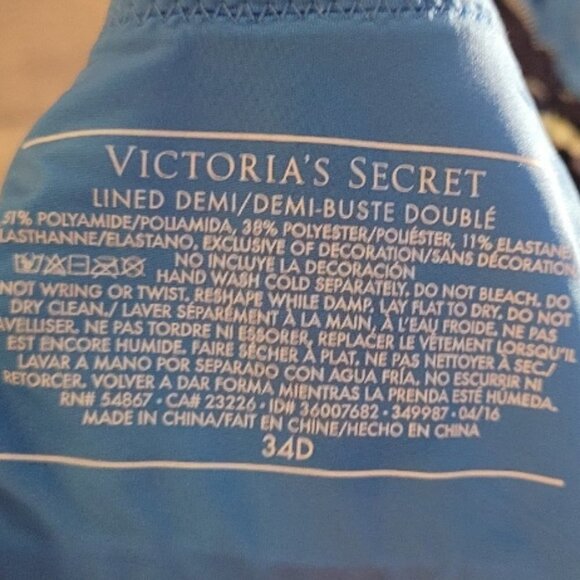 VICTORIA'S SECRET
LINED DEMI/DEMI-BUSTE DOUBLÉ
51% POLYAMIDE/POLIAMIDA, 38% POLYESTER/POLIÉSTER, 11% ELASTANE/
ELASTHANNE/ELASTANO, EXCLUSIVE OF DECORATION/SANS DÉCORATION/
NO INCLUYE LA DECORACIÓN
HAND WASH COLD SEPARATELY. DO NOT BLEACH. DO
NOT WRING OR TWIST. RESHAPE WHILE DAMP. LAY FLAT TO DRY. DO NOT
DRY CLEAN./ LAVER SÉPARÉMENT À LA MAIN, À L'EAU FROIDE. NE PAS
JAVELLISER. NE PAS TORDRE NI ESSORER, REPLACER LE VÊTEMENT LORSQU'IL
EST ENCORE HUMIDE. FAIRE SÉCHER À PLAT. NE PAS NETTOYER À SEC/
LAVAR A MANO POR SEPARADO CON AGUA FRÍA. NO ESCURRIR NI
RETORCER. VOLVER A DAR FORMA MIENTRAS LA PRENDA ESTÉ HÚMEDA.
RN# 54867 • CA# 23226 • ID# 36007682 • 349987 • 04/16
MADE IN CHINA/FAIT EN CHINE/HECHO EN CHINA
34D